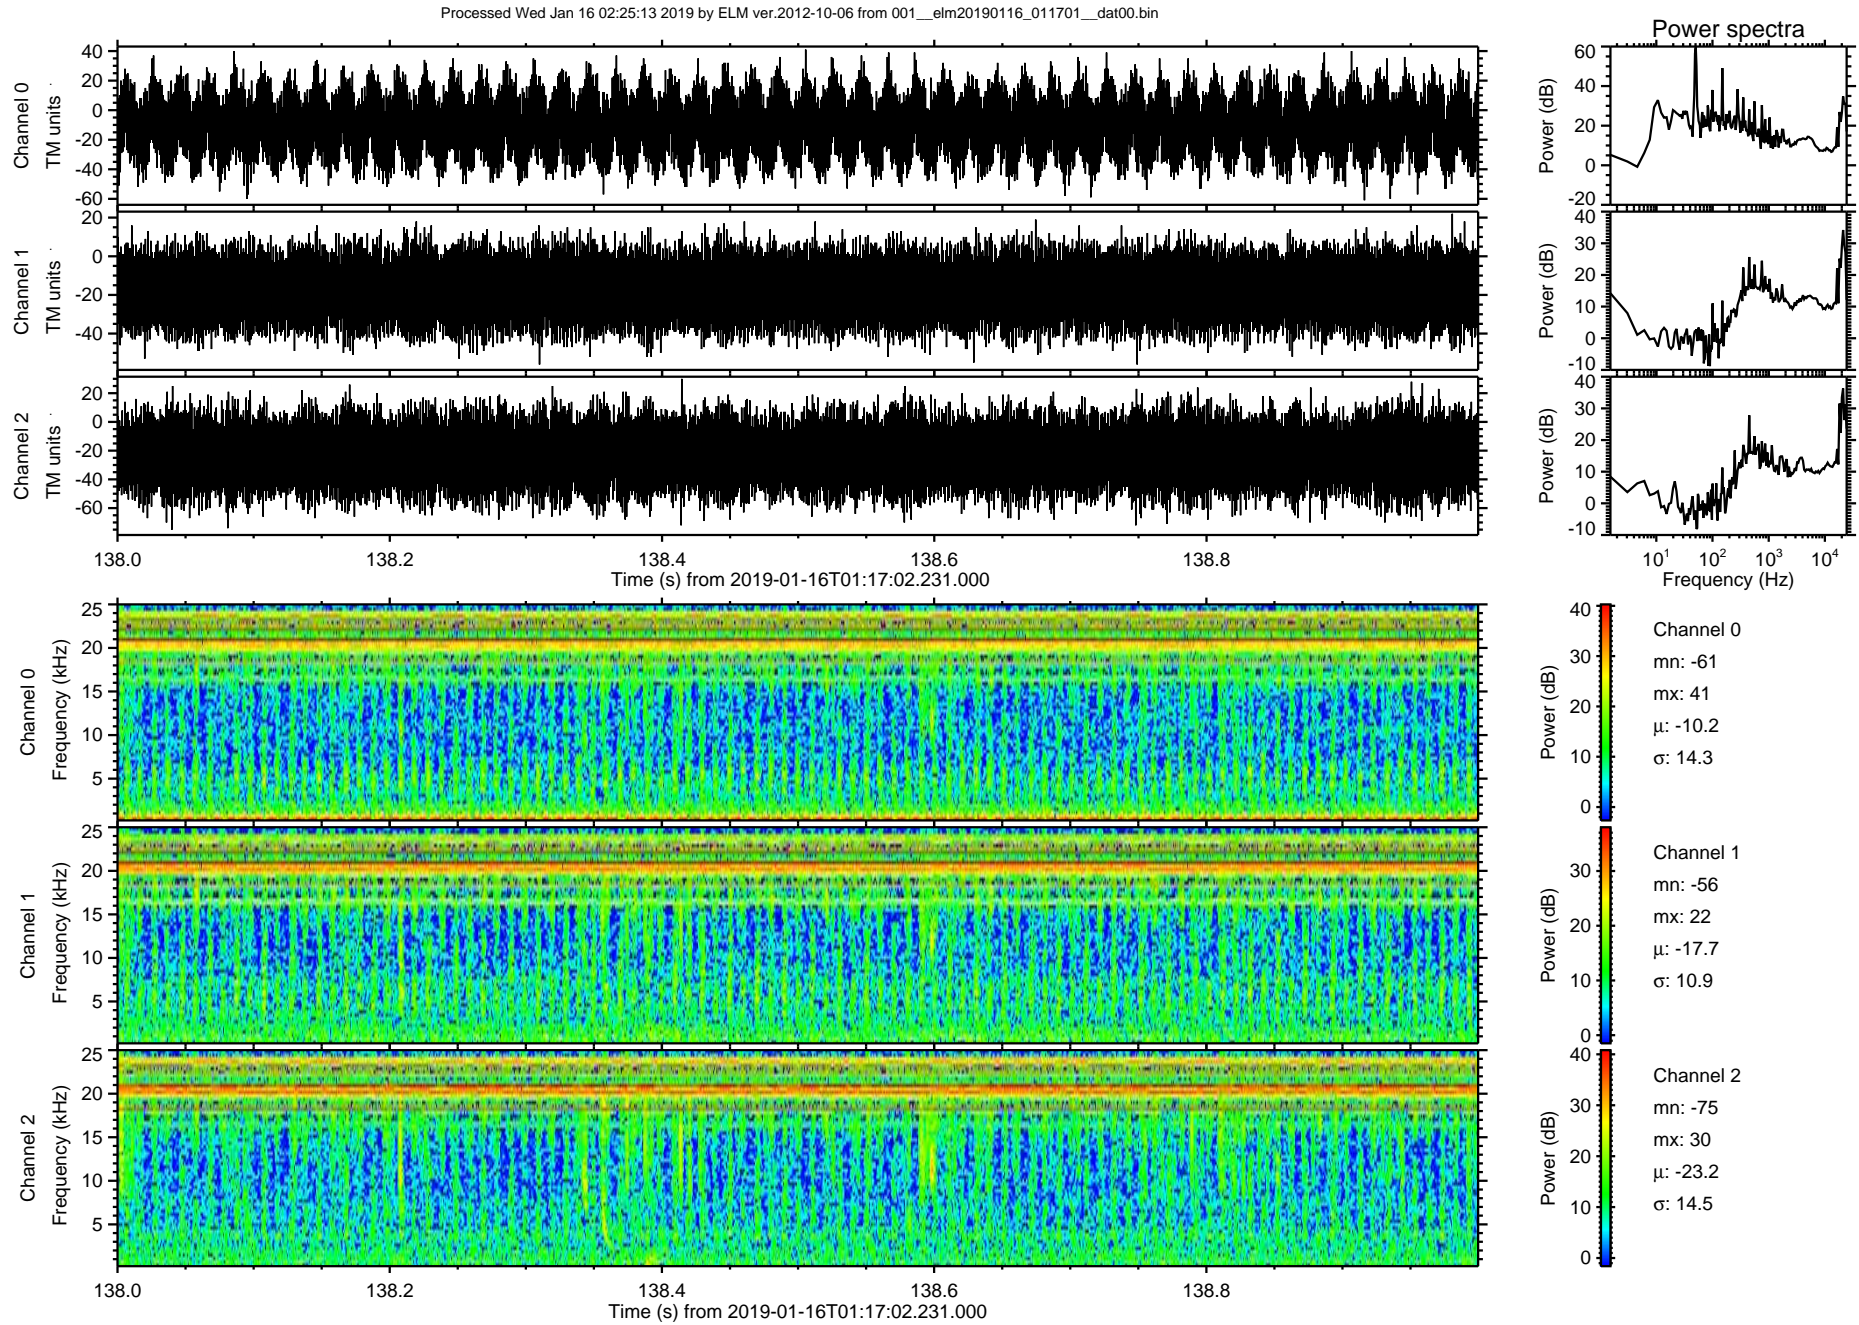 Processed Wed Jan 16 02:25:13 2019 by ELM ver.2012-10-06 from 001__elm20190116_011701__dat00.bin
Power spectra
Channel 0
TM units
40
20
0
-20
-40
-60
Power (dB)
60
40
20
0
-20
Channel 1
TM units
20
0
-20
-40
Power (dB)
40
30
20
10
0
-10
Channel 2
TM units
20
0
-20
-40
-60
Power (dB)
40
30
20
10
0
-10
138.0 138.2 138.4 138.6 138.8
Time (s) from 2019-01-16T01:17:02.231.000
10^1 10^2 10^3 10^4
Frequency (Hz)
Channel 0
Frequency (kHz)
25
20
15
10
5
Power (dB)
40
30
20
10
0
Channel 0
mn: -61
mx: 41
μ: -10.2
σ: 14.3
Channel 1
Frequency (kHz)
25
20
15
10
5
Power (dB)
30
20
10
0
Channel 1
mn: -56
mx: 22
μ: -17.7
σ: 10.9
Channel 2
Frequency (kHz)
25
20
15
10
5
Power (dB)
40
30
20
10
0
Channel 2
mn: -75
mx: 30
μ: -23.2
σ: 14.5
138.0 138.2 138.4 138.6 138.8
Time (s) from 2019-01-16T01:17:02.231.000